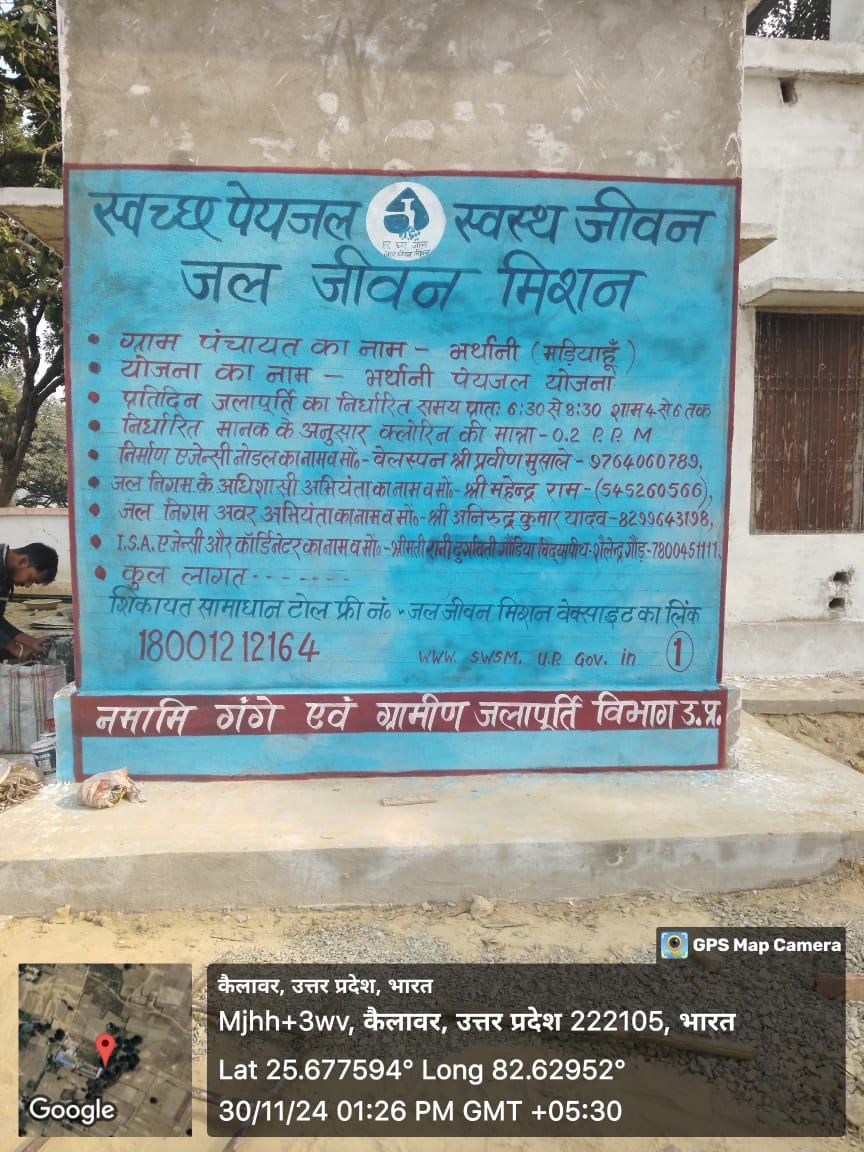 स्वच्छ पेयजल स्वस्थ जीवन
हर घर जल
जल जीवन मिशन
जल जीवन मिशन
• ग्राम पंचायत का नाम - भर्थानी (मड़ियाहूँ)
• योजना का नाम - भर्थानी पेयजल योजना
• प्रतिदिन जलापूर्ति का निर्धारित समय प्रातः 6:30 से 8:30 शाम 4 से 6 तक
• निर्धारित मानक के अनुसार क्लोरिन की मात्रा - 0.2 P.P.M
• निर्माण एजेन्सी नोडल का नाम व मों०- वेलस्पन श्री प्रवीण मुसाले - 9764060789,
• जल निगम के अधिशासी अभियंता का नाम व मों०- श्री महेन्द्र राम - (545260566),
• जल निगम अवर अभियंता का नाम व मों०- श्री अनिरुद्र कुमार यादव - 8299643198,
• I.S.A. एजेन्सी और कॉर्डिनेटर का नाम व मों०- श्रीमती रानी दुर्गावती गोंडिया विद्यापीथ - शैलेन्द्र गौंड़ - 7800451111,
• कुल लागत - - - - - - -
शिकायत सामाधान टोल फ्री नं० - जल जीवन मिशन वेक्साइट का लिंक
18001212164 www. SWSM. U.P. Gov. in 1
नमामि गंगे एवं ग्रामीण जलापूर्ति विभाग उ.प्र.
GPS Map Camera
कैलावर, उत्तर प्रदेश, भारत
Mjhh+3wv, कैलावर, उत्तर प्रदेश 222105, भारत
Lat 25.677594° Long 82.62952°
30/11/24 01:26 PM GMT +05:30
Google